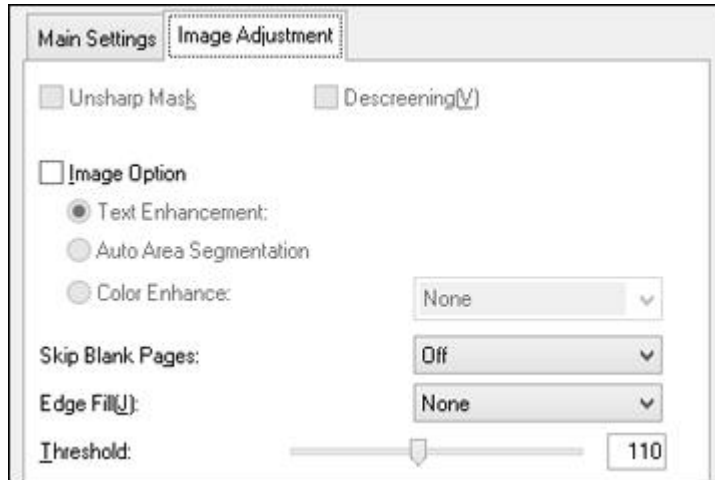 Main Settings Image Adjustment
Unsharp Mask Descreening(V)
Image Option
Text Enhancement:
Auto Area Segmentation
Color Enhance: None
Skip Blank Pages: Off
Edge Fill(J): None
Threshold: 110